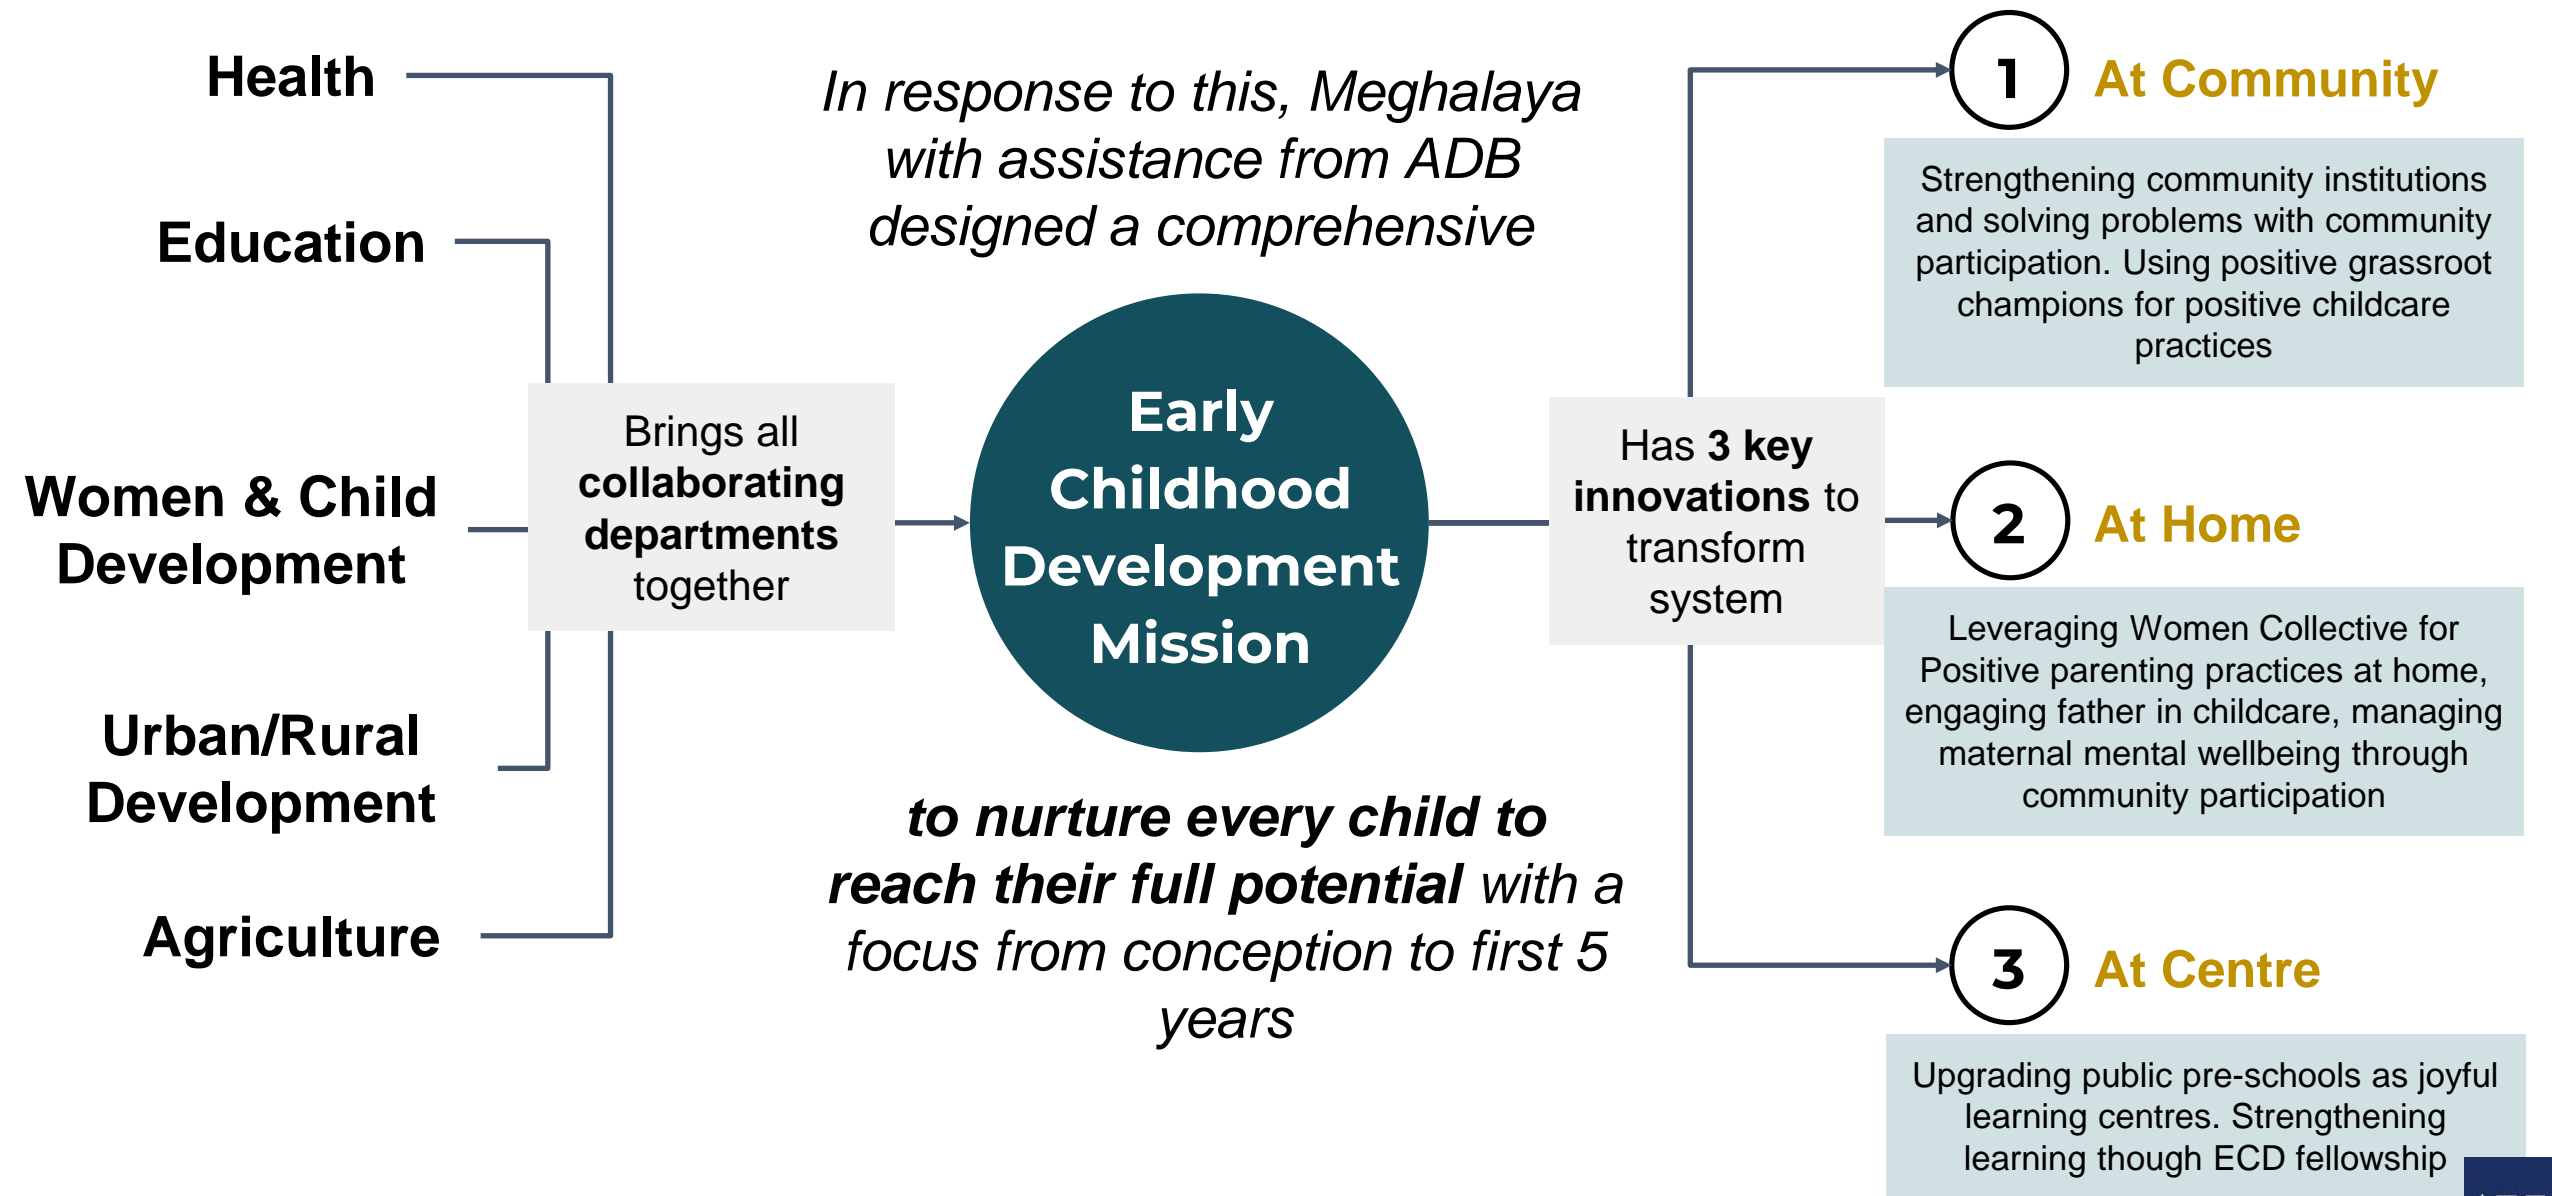 Health
Education
Women & Child
Development
Urban/Rural
Development
Agriculture
Brings all
collaborating
departments
together
In response to this, Meghalaya
with assistance from ADB
designed a comprehensive
Early
Childhood
Development
Mission
to nurture every child to
reach their full potential with a
focus from conception to first 5
years
Has 3 key
innovations to
transform
system
1 At Community
Strengthening community institutions
and solving problems with community
participation. Using positive grassroot
champions for positive childcare
practices
2 At Home
Leveraging Women Collective for
Positive parenting practices at home,
engaging father in childcare, managing
maternal mental wellbeing through
community participation
3 At Centre
Upgrading public pre-schools as joyful
learning centres. Strengthening
learning though ECD fellowship